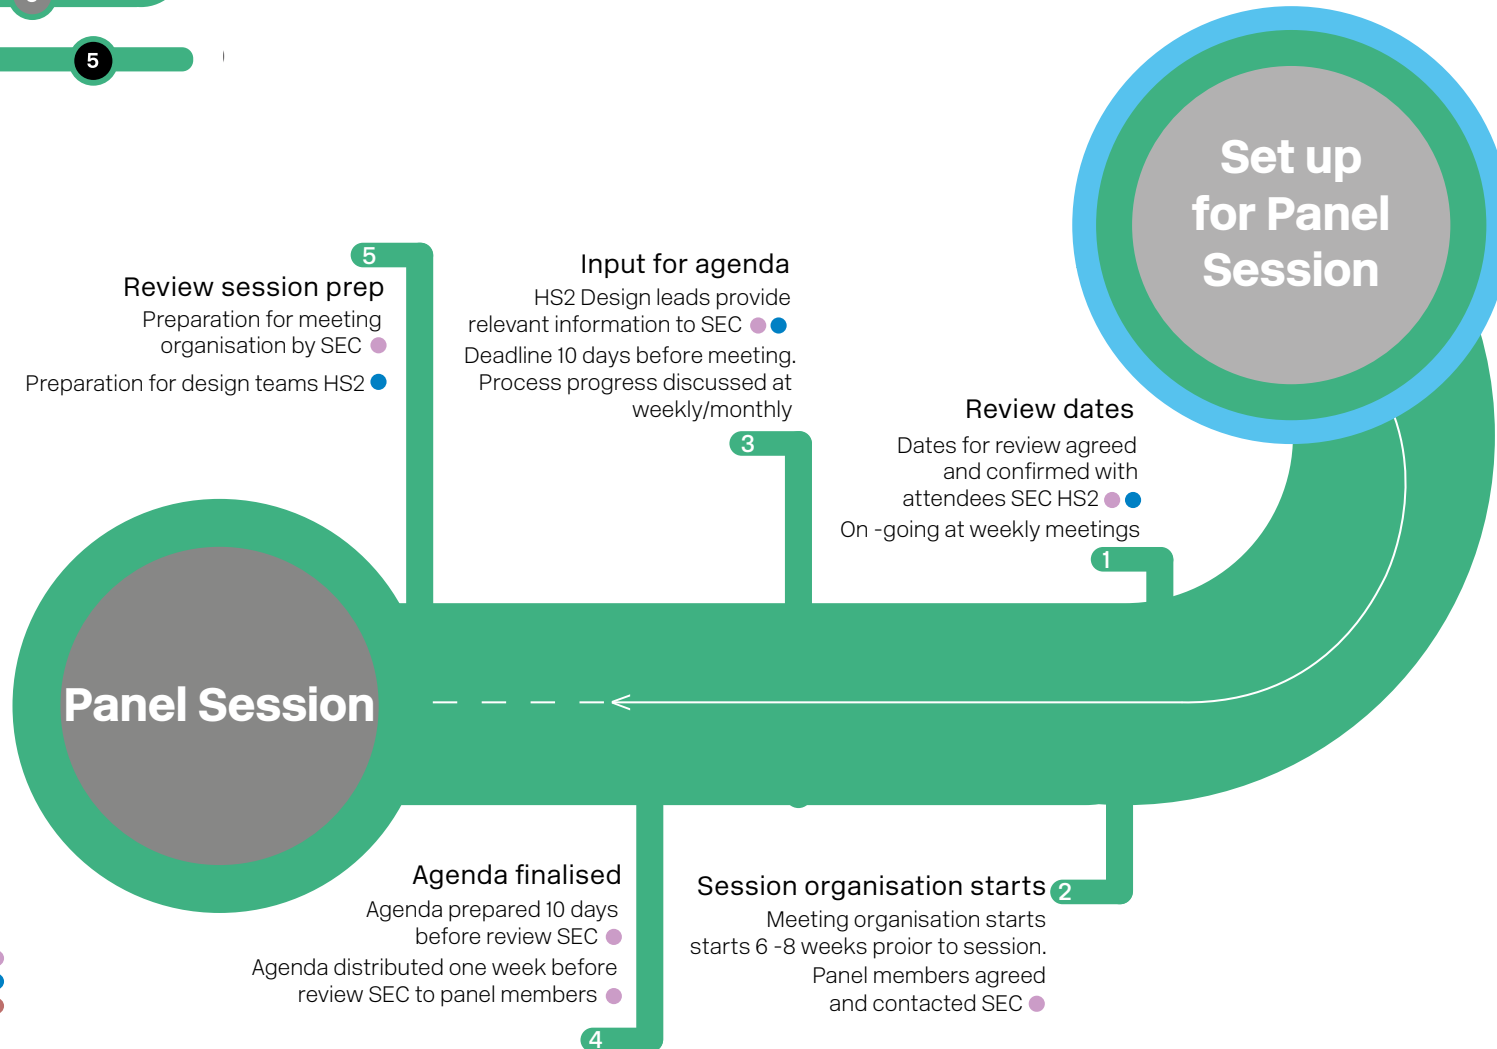 5
Set up
for Panel
Session
5
Review session prep
Preparation for meeting
organisation by SEC
Preparation for design teams HS2
Input for agenda
HS2 Design leads provide
relevant information to SEC
Deadline 10 days before meeting.
Process progress discussed at
weekly/monthly
3
Review dates
Dates for review agreed
and confirmed with
attendees SEC HS2
On -going at weekly meetings
1
Panel Session
Agenda finalised
Agenda prepared 10 days
before review SEC
Agenda distributed one week before
review SEC to panel members
4
Session organisation starts
2
Meeting organisation starts
starts 6 -8 weeks proior to session.
Panel members agreed
and contacted SEC